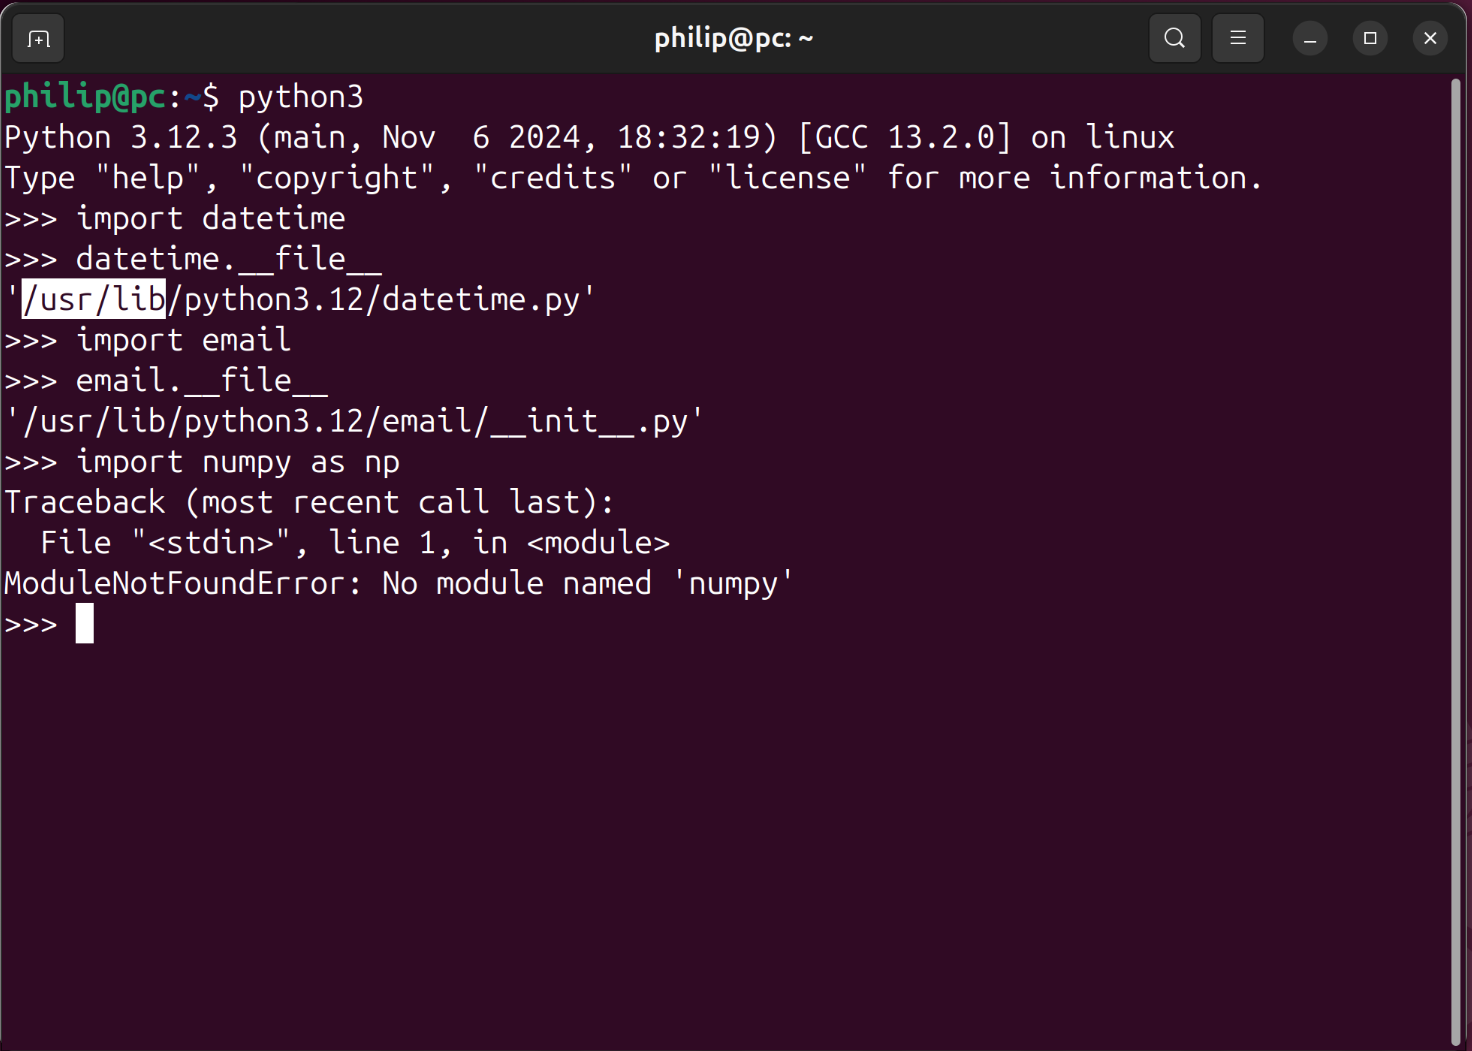 philip@pc: ~
philip@pc:~$ python3
Python 3.12.3 (main, Nov  6 2024, 18:32:19) [GCC 13.2.0] on linux
Type "help", "copyright", "credits" or "license" for more information.
>>> import datetime
>>> datetime.__file__
'/usr/lib/python3.12/datetime.py'
>>> import email
>>> email.__file__
'/usr/lib/python3.12/email/__init__.py'
>>> import numpy as np
Traceback (most recent call last):
  File "<stdin>", line 1, in <module>
ModuleNotFoundError: No module named 'numpy'
>>>